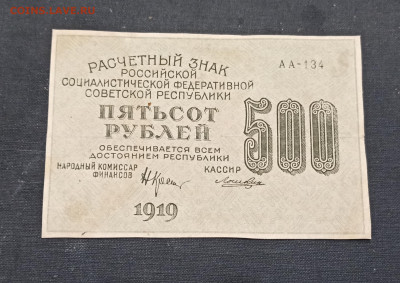 РАСЧЕТНЫЙ ЗНАК
РОССИЙСКОЙ
СОЦИАЛИСТИЧЕСКОЙ ФЕДЕРАТИВНОЙ
СОВЕТСКОЙ РЕСПУБЛИКИ
АА-134
ПЯТЬСОТ
РУБЛЕЙ
500
ОБЕСПЕЧИВАЕТСЯ ВСЕМ
ДОСТОЯНИЕМ РЕСПУБЛИКИ
НАРОДНЫЙ КОМИССАР
ФИНАНСОВ
КАССИР
1919